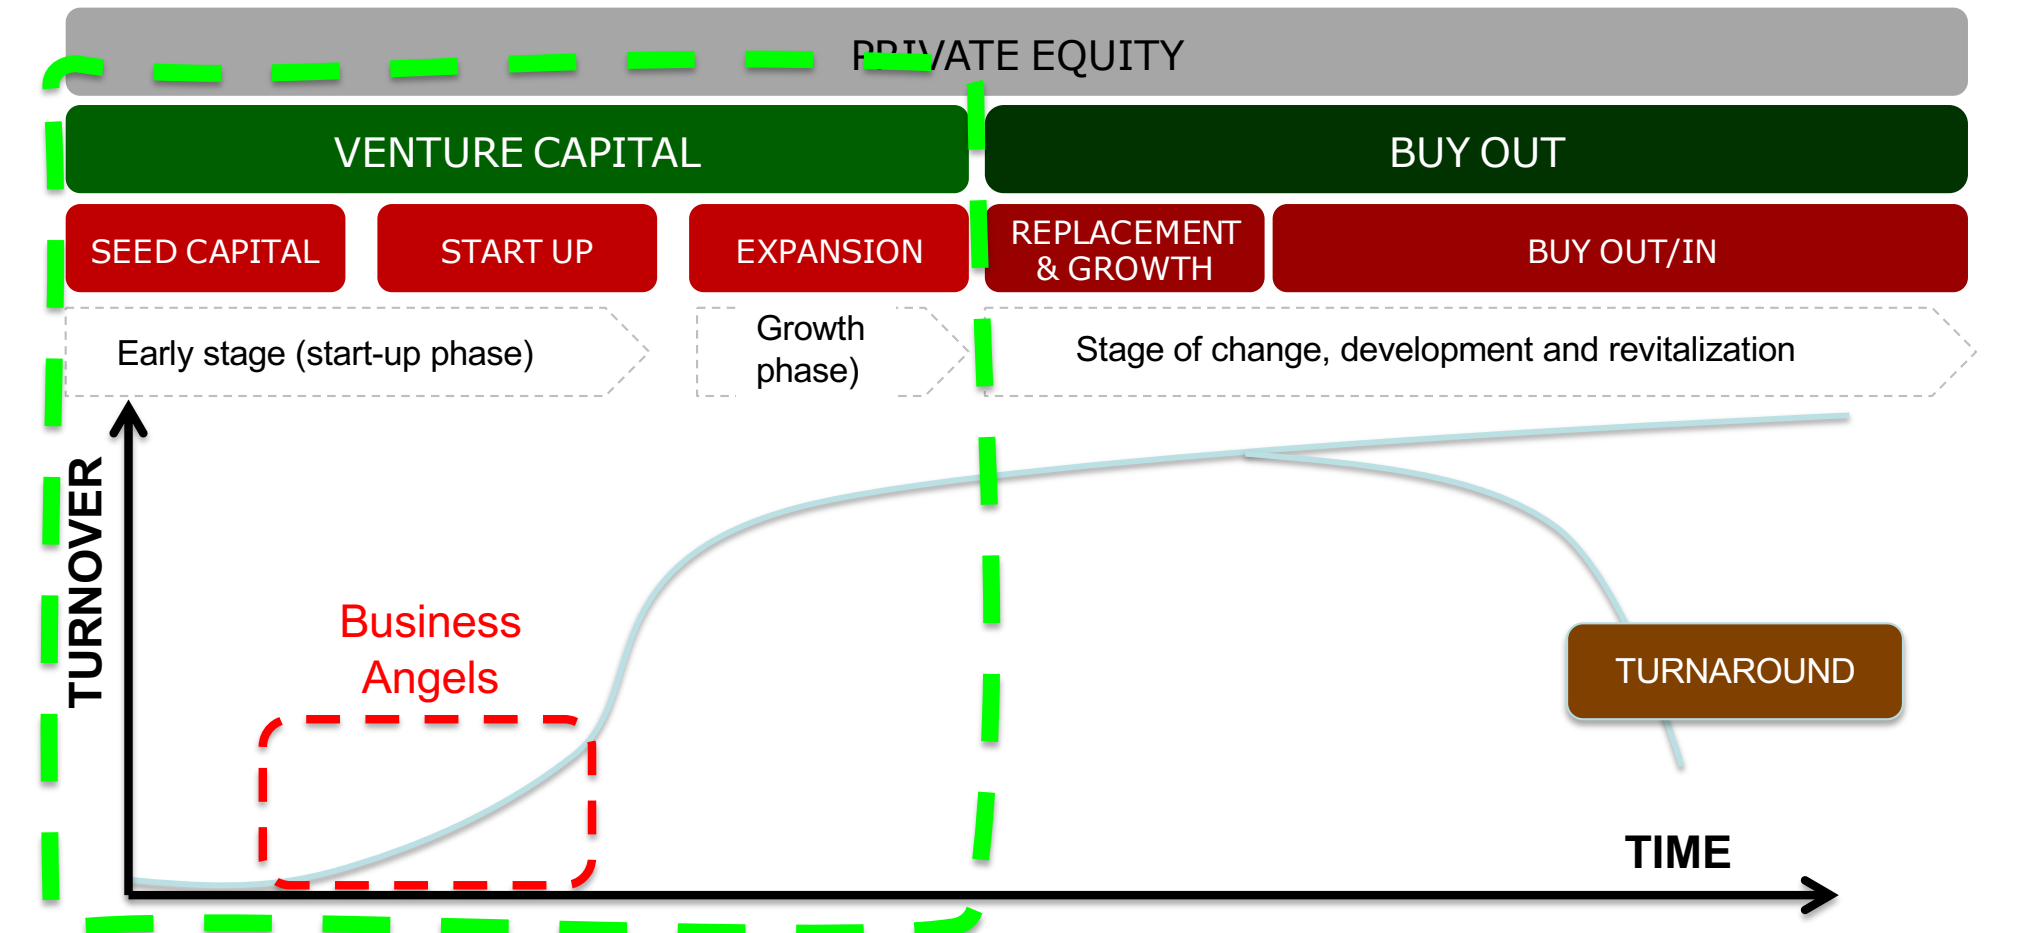 PRIVATE EQUITY
VENTURE CAPITAL
BUY OUT
SEED CAPITAL
START UP
EXPANSION
REPLACEMENT
& GROWTH
BUY OUT/IN
Early stage (start-up phase)
Growth
phase)
Stage of change, development and revitalization
TURNOVER
Business
Angels
TURNAROUND
TIME